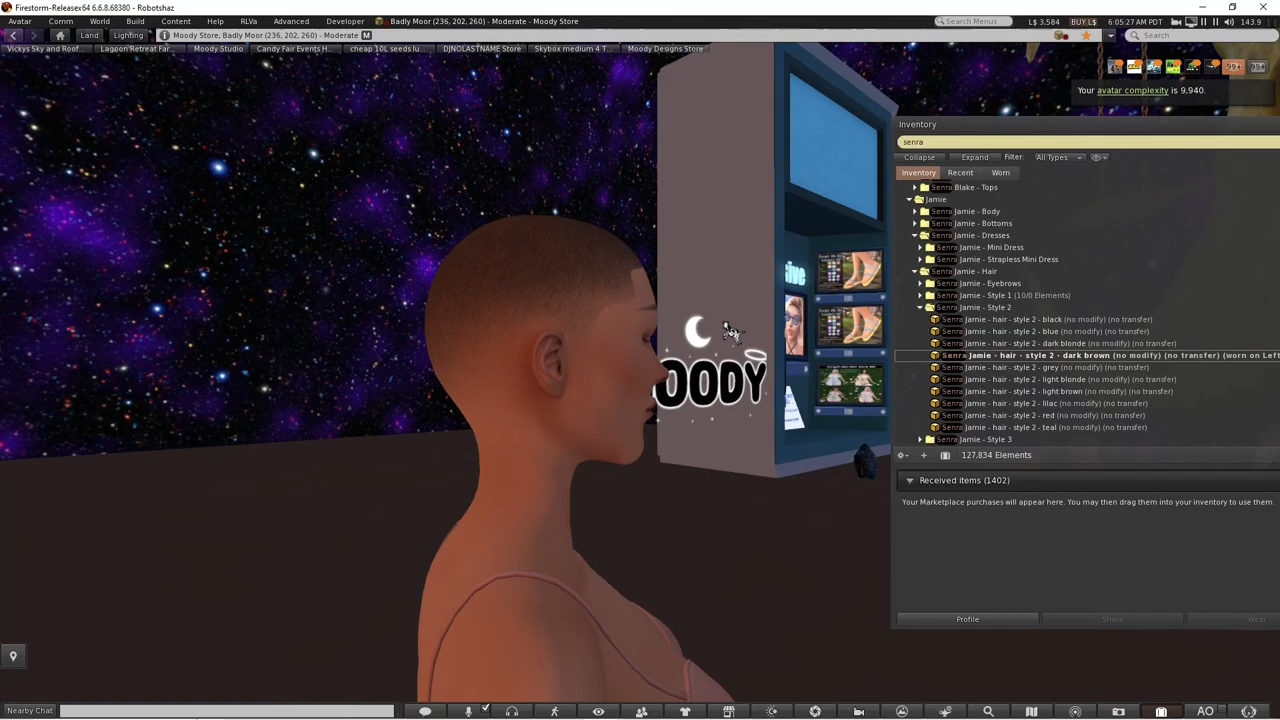 Firestorm-Releasex64 6.6.8.68380 - Robotshaz
Avatar Comm World Build Content Help RLVa Advanced Developer Badly Moor (236, 202, 260) - Moderate - Moody Store
Search Menus L$ 3,584 BUY L$ 6:05:27 AM PDT 143.9
Land Lighting Moody Store, Badly Moor (236, 202, 260) - Moderate M Search
Vickys Sky and Roof... Lagoon Retreat Far... Moody Studio Candy Fair Events H... cheap 10L seeds lu... DJNOLASTNAME Store Skybox medium 4 T... Moody Designs Store
99+ 98+
Your avatar complexity is 9,940.
Inventory
senra
Collapse Expand Filter: All Types
Inventory Recent Worn
Senra Blake - Tops
Jamie
Senra Jamie - Body
Senra Jamie - Bottoms
Senra Jamie - Dresses
Senra Jamie - Mini Dress
Senra Jamie - Strapless Mini Dress
Senra Jamie - Hair
Senra Jamie - Eyebrows
Senra Jamie - Style 1 (10/0 Elements)
Senra Jamie - Style 2
Senra Jamie - hair - style 2 - black (no modify) (no transfer)
Senra Jamie - hair - style 2 - blue (no modify) (no transfer)
Senra Jamie - hair - style 2 - dark blonde (no modify) (no transfer)
Senra Jamie - hair - style 2 - dark brown (no modify) (no transfer) (worn on Left
Senra Jamie - hair - style 2 - grey (no modify) (no transfer)
Senra Jamie - hair - style 2 - light blonde (no modify) (no transfer)
Senra Jamie - hair - style 2 - light brown (no modify) (no transfer)
Senra Jamie - hair - style 2 - lilac (no modify) (no transfer)
Senra Jamie - hair - style 2 - red (no modify) (no transfer)
Senra Jamie - hair - style 2 - teal (no modify) (no transfer)
Senra Jamie - Style 3
127,834 Elements
Received items (1402)
Your Marketplace purchases will appear here. You may then drag them into your inventory to use them.
Profile Share Wear
sive
OODY
Nearby Chat
AO